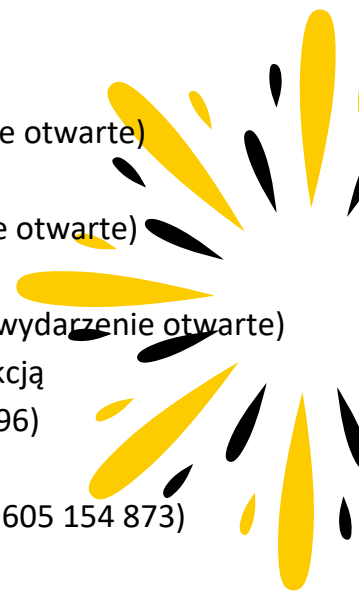 e otwarte)
e otwarte)
wydarzenie otwarte)
kcją
96)
605 154 873)